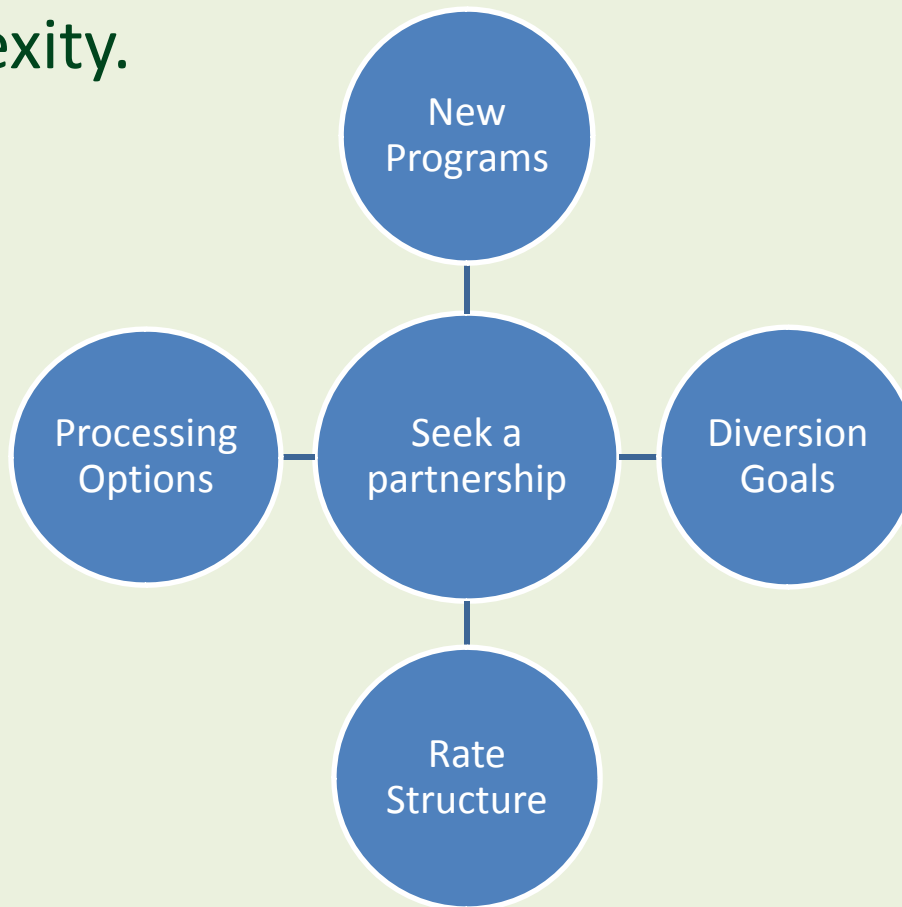 exity.
New
Programs
Processing
Options
Seek a
partnership
Diversion
Goals
Rate
Structure